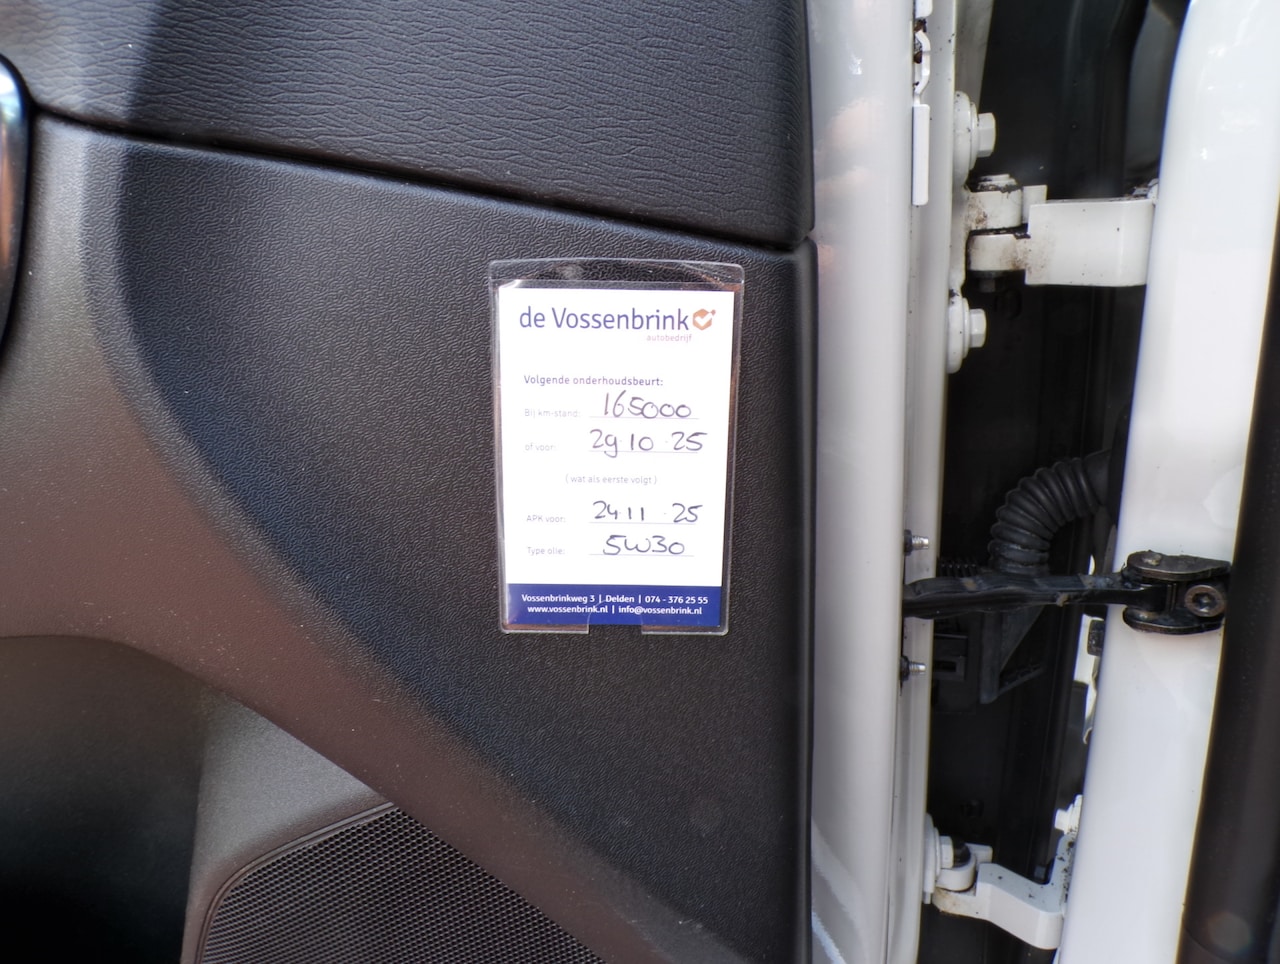 de Vossenbrink
autobedrijf
Volgende onderhoudsbeurt:
Bij km-stand: 165000
of voor: 29·10·25
( wat als eerste volgt )
APK voor: 24·11·25
Type olie: 5W30
Vossenbrinkweg 3 | Delden | 074 - 376 25 55
www.vossenbrink.nl | info@vossenbrink.nl